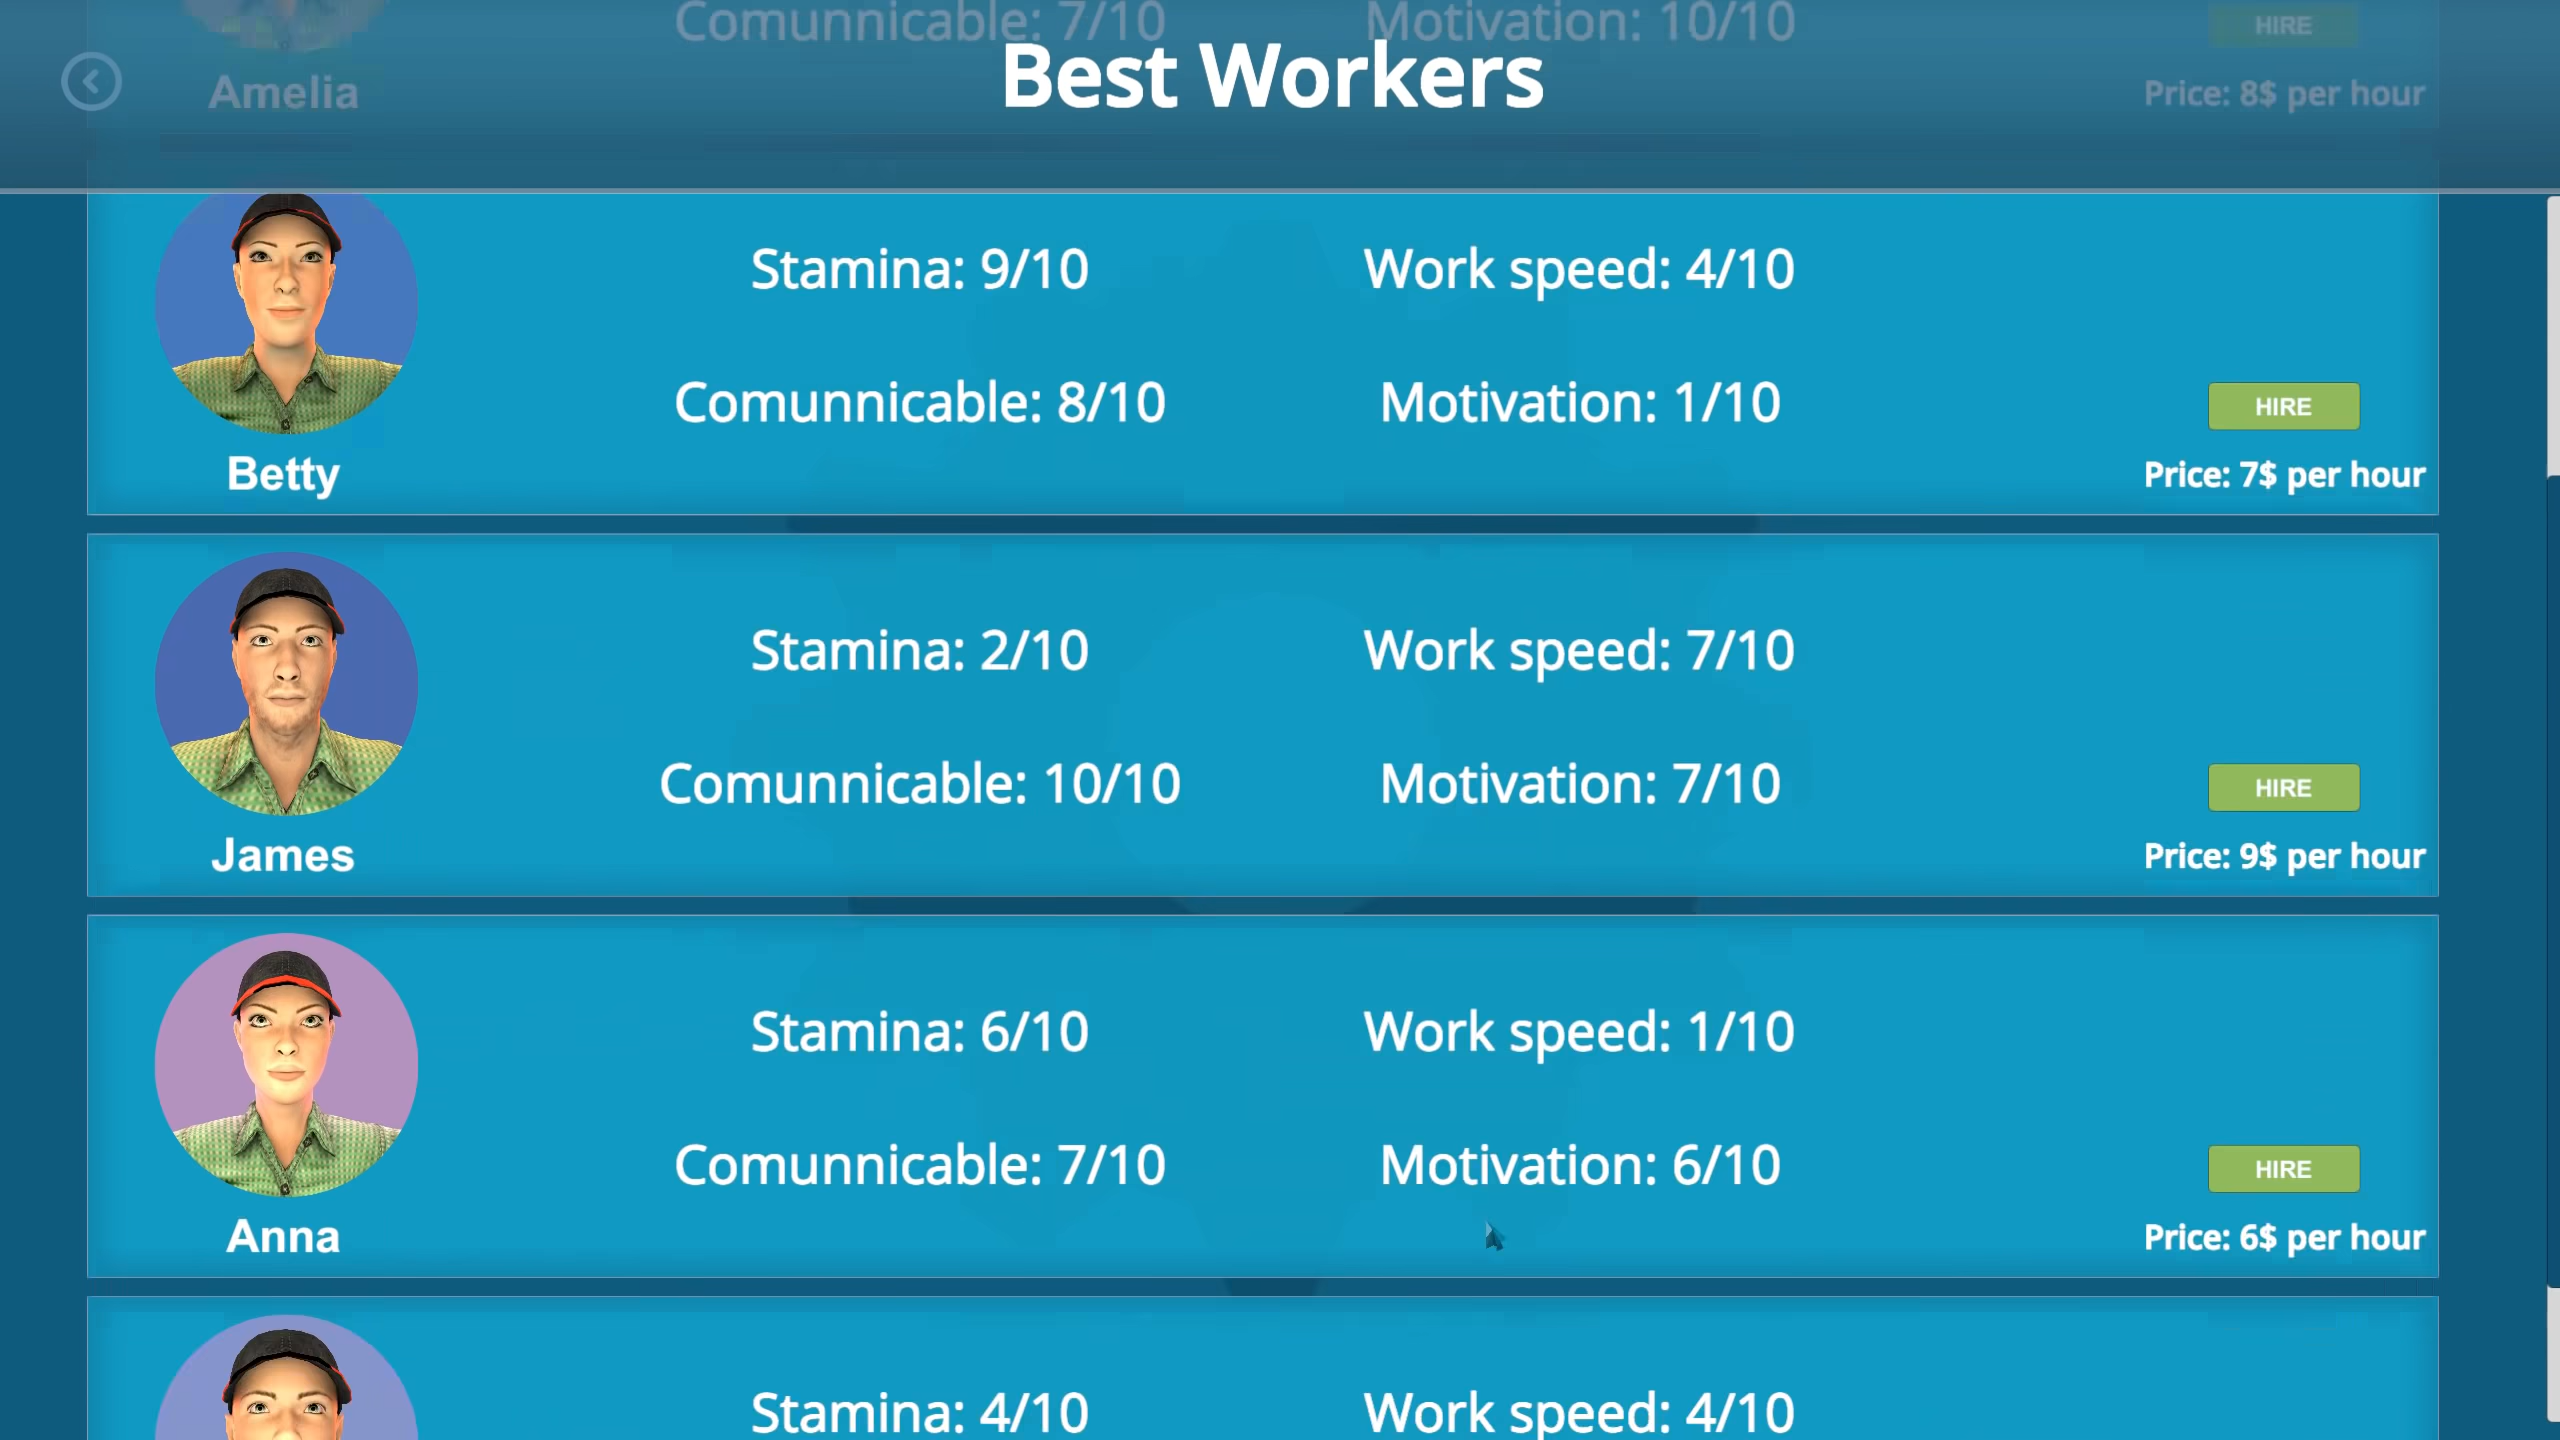 Comunnicable: 7/10 Motivation: 10/10 HIRE
Best Workers
Amelia Price: 8$ per hour
Stamina: 9/10 Work speed: 4/10
Comunnicable: 8/10 Motivation: 1/10 HIRE
Betty Price: 7$ per hour
Stamina: 2/10 Work speed: 7/10
Comunnicable: 10/10 Motivation: 7/10 HIRE
James Price: 9$ per hour
Stamina: 6/10 Work speed: 1/10
Comunnicable: 7/10 Motivation: 6/10 HIRE
Anna Price: 6$ per hour
Stamina: 4/10 Work speed: 4/10